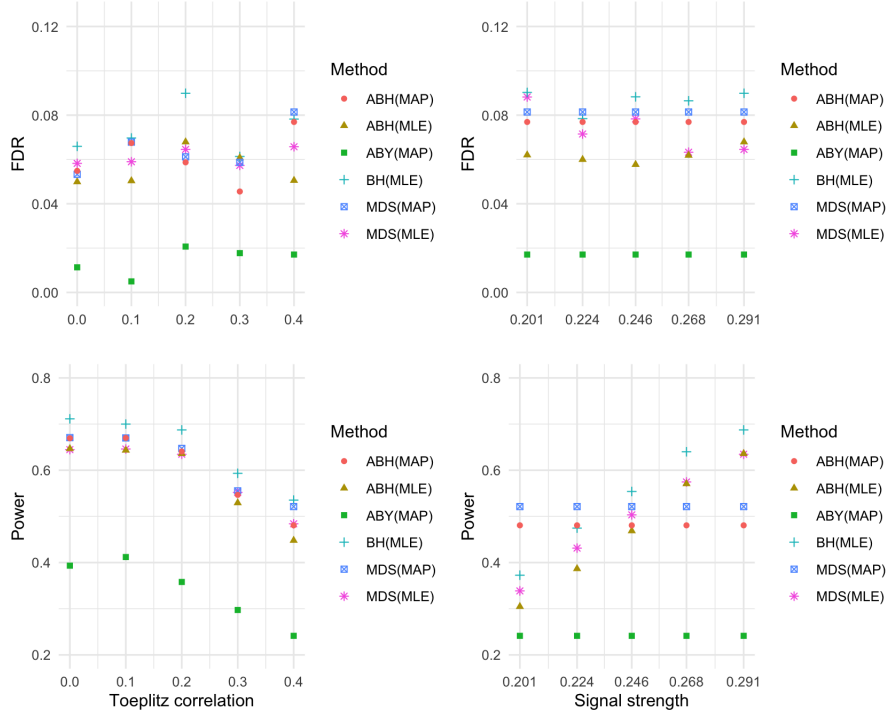 0.12
0.08
0.04
0.00
FDR
0.0 0.1 0.2 0.3 0.4
Method
ABH(MAP)
ABH(MLE)
ABY(MAP)
BH(MLE)
MDS(MAP)
MDS(MLE)
0.12
0.08
0.04
0.00
FDR
0.201 0.224 0.246 0.268 0.291
Method
ABH(MAP)
ABH(MLE)
ABY(MAP)
BH(MLE)
MDS(MAP)
MDS(MLE)
0.8
0.6
0.4
0.2
Power
0.0 0.1 0.2 0.3 0.4
Toeplitz correlation
Method
ABH(MAP)
ABH(MLE)
ABY(MAP)
BH(MLE)
MDS(MAP)
MDS(MLE)
0.8
0.6
0.4
0.2
Power
0.201 0.224 0.246 0.268 0.291
Signal strength
Method
ABH(MAP)
ABH(MLE)
ABY(MAP)
BH(MLE)
MDS(MAP)
MDS(MLE)